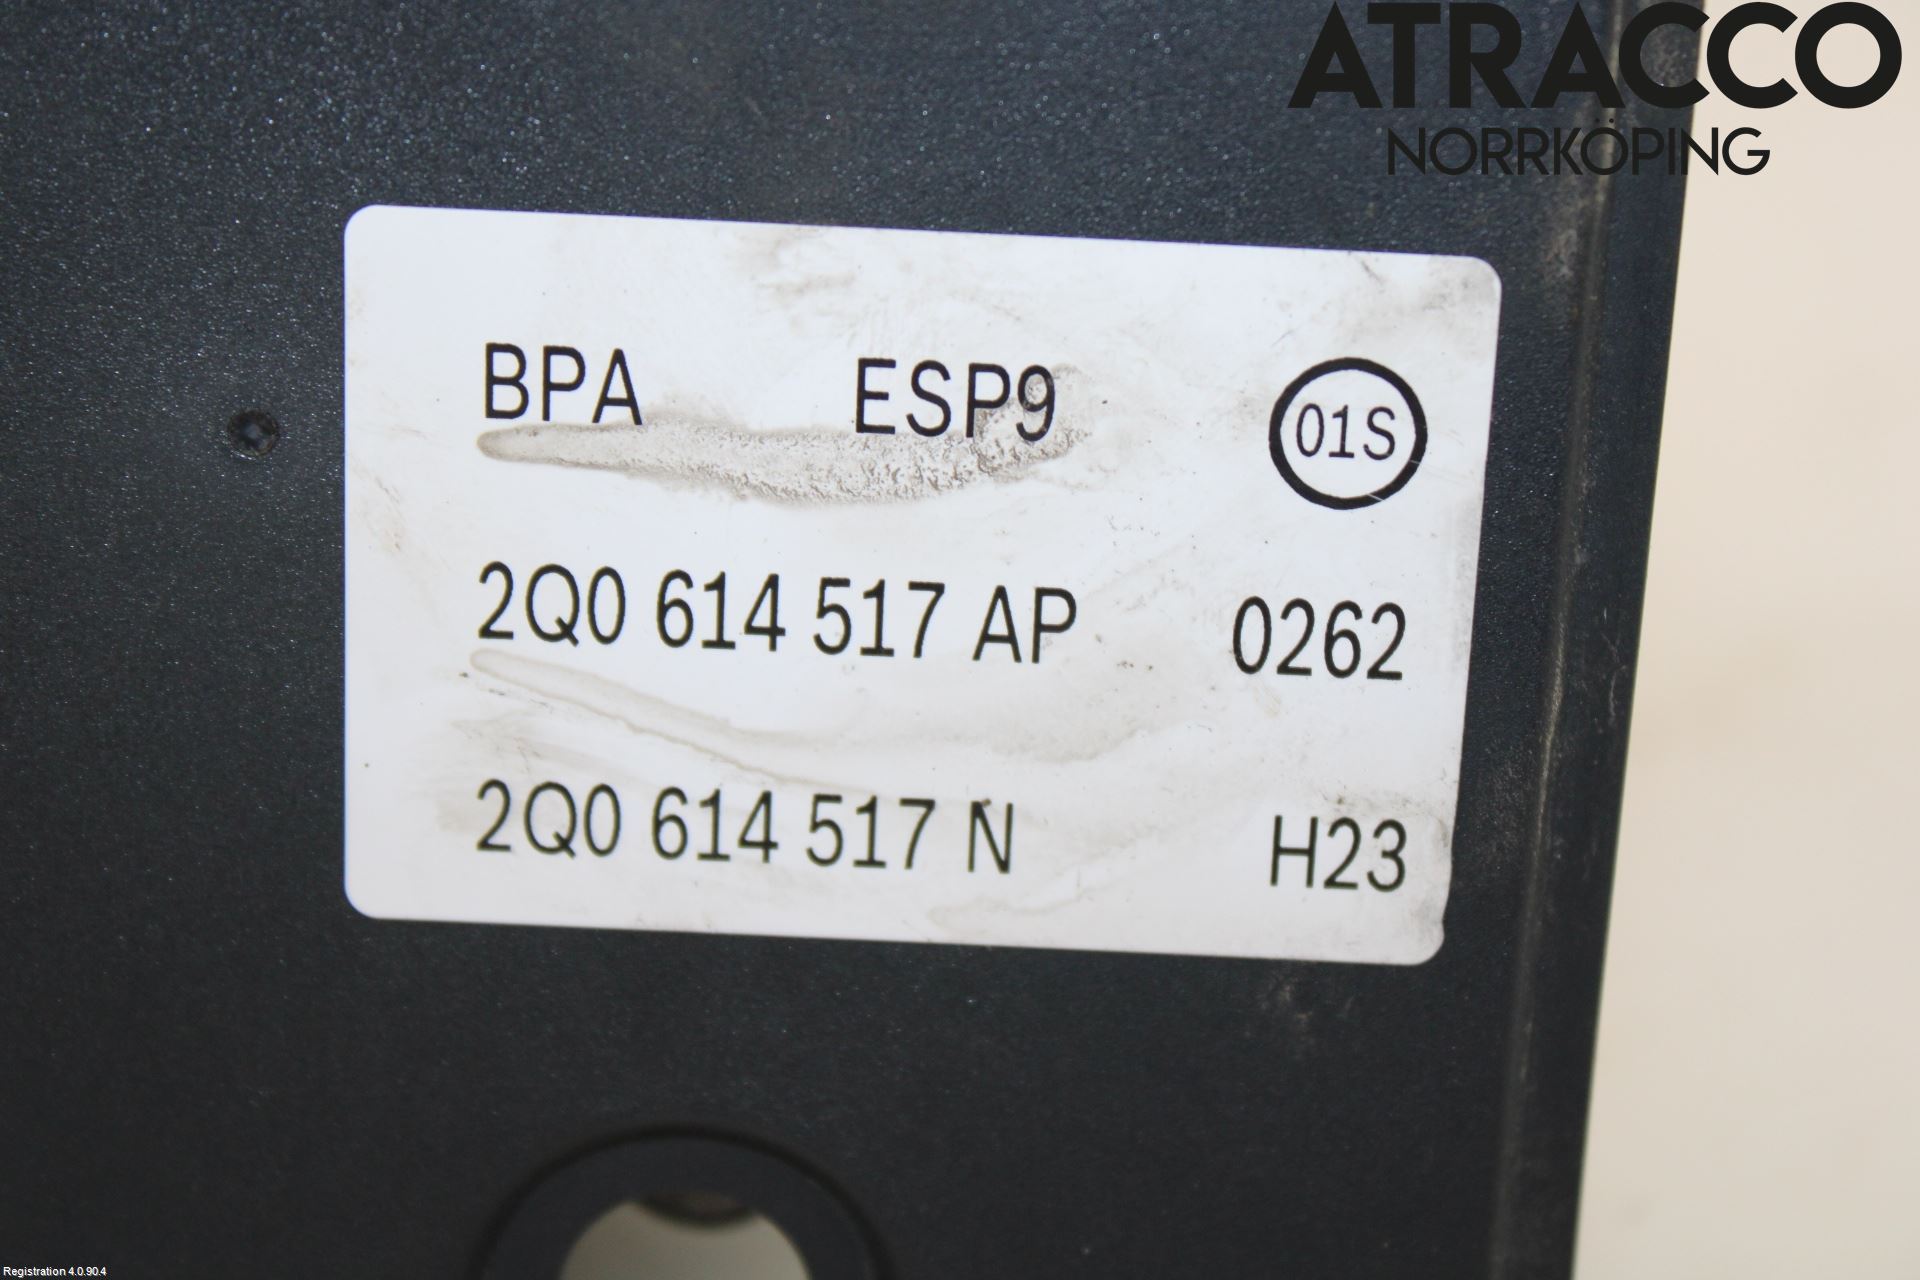 ATRACCO
NORRKÖPING
BPA ESP9 01S
2Q0 614 517 AP 0262
2Q0 614 517 N H23
Registration 4.0.90.4